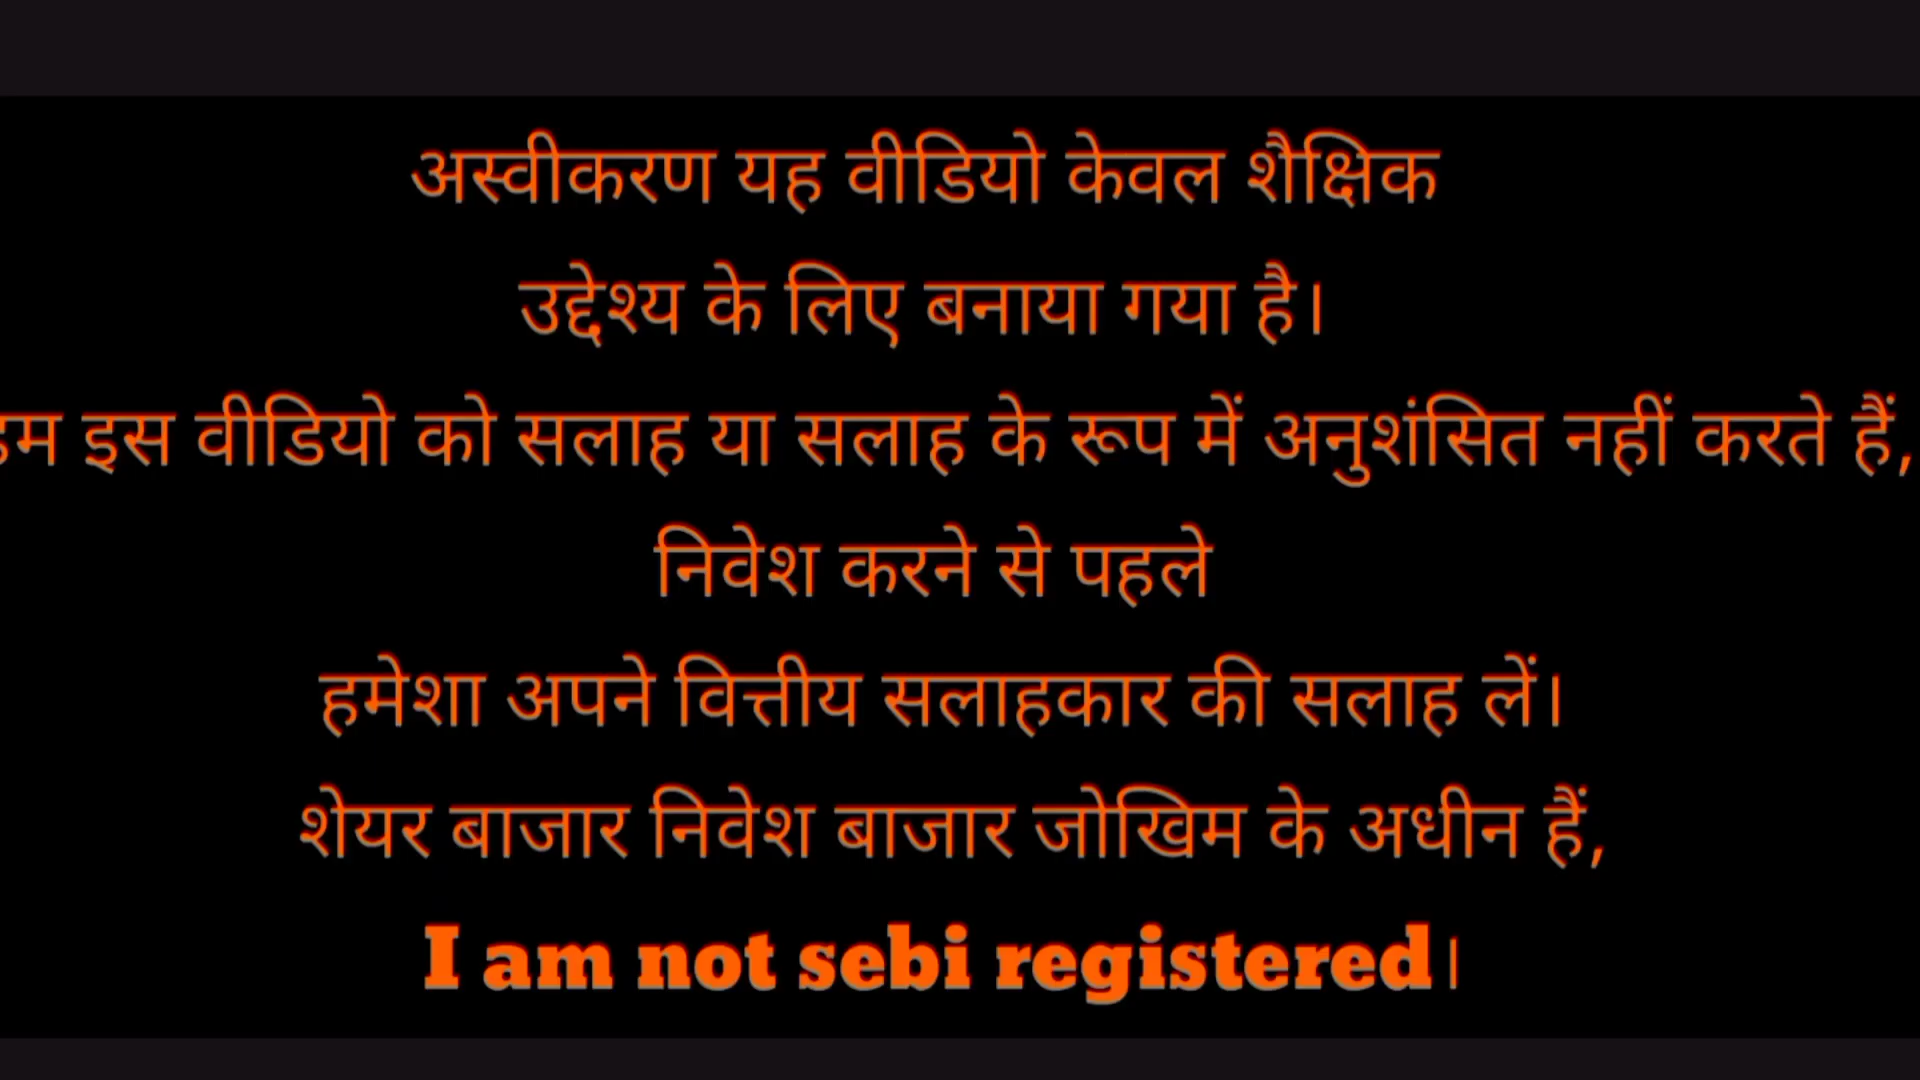 अस्वीकरण यह वीडियो केवल शैक्षिक
उद्देश्य के लिए बनाया गया है।
हम इस वीडियो को सलाह या सलाह के रूप में अनुशंसित नहीं करते हैं,
निवेश करने से पहले
हमेशा अपने वित्तीय सलाहकार की सलाह लें।
शेयर बाजार निवेश बाजार जोखिम के अधीन हैं,
I am not sebi registered।